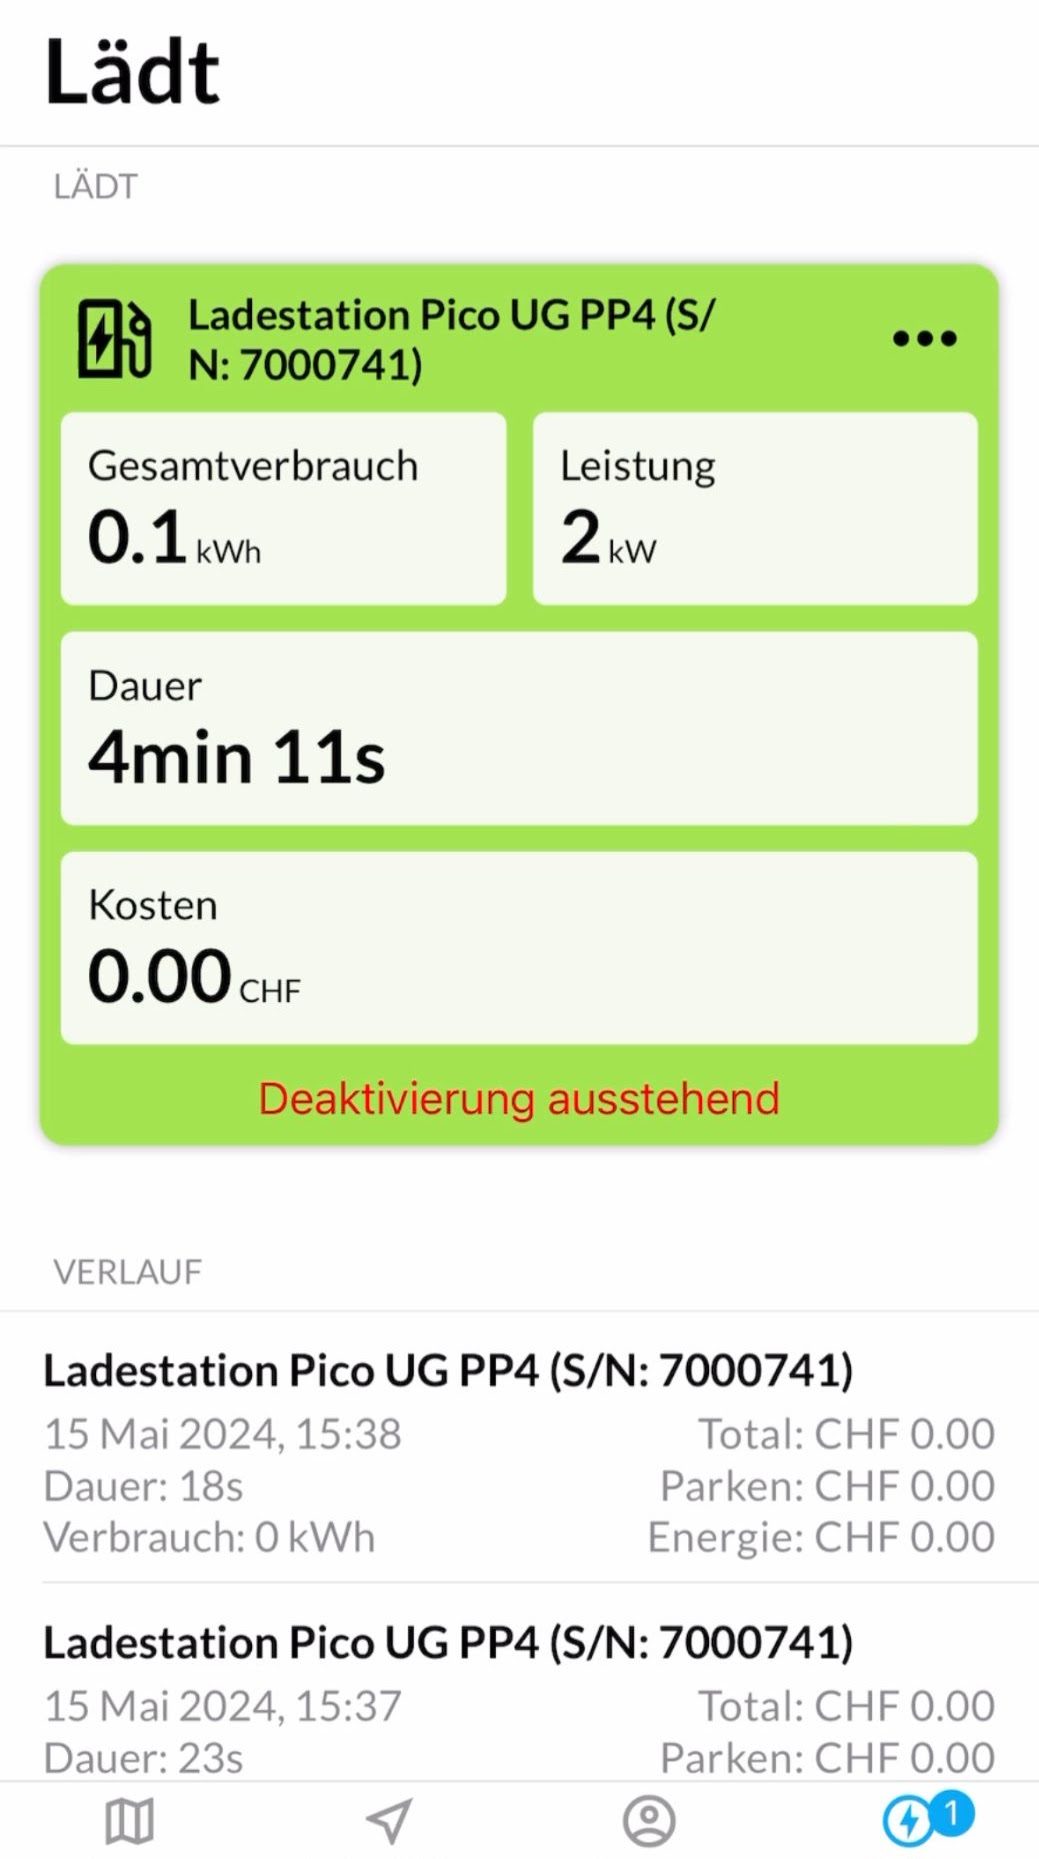 Lädt
LÄDT
Ladestation Pico UG PP4 (S/
N: 7000741)
Gesamtverbrauch
0.1 kWh
Leistung
2 kW
Dauer
4min 11s
Kosten
0.00 CHF
Deaktivierung ausstehend
VERLAUF
Ladestation Pico UG PP4 (S/N: 7000741)
15 Mai 2024, 15:38
Total: CHF 0.00
Dauer: 18s
Parken: CHF 0.00
Verbrauch: 0 kWh
Energie: CHF 0.00
Ladestation Pico UG PP4 (S/N: 7000741)
15 Mai 2024, 15:37
Total: CHF 0.00
Dauer: 23s
Parken: CHF 0.00
1